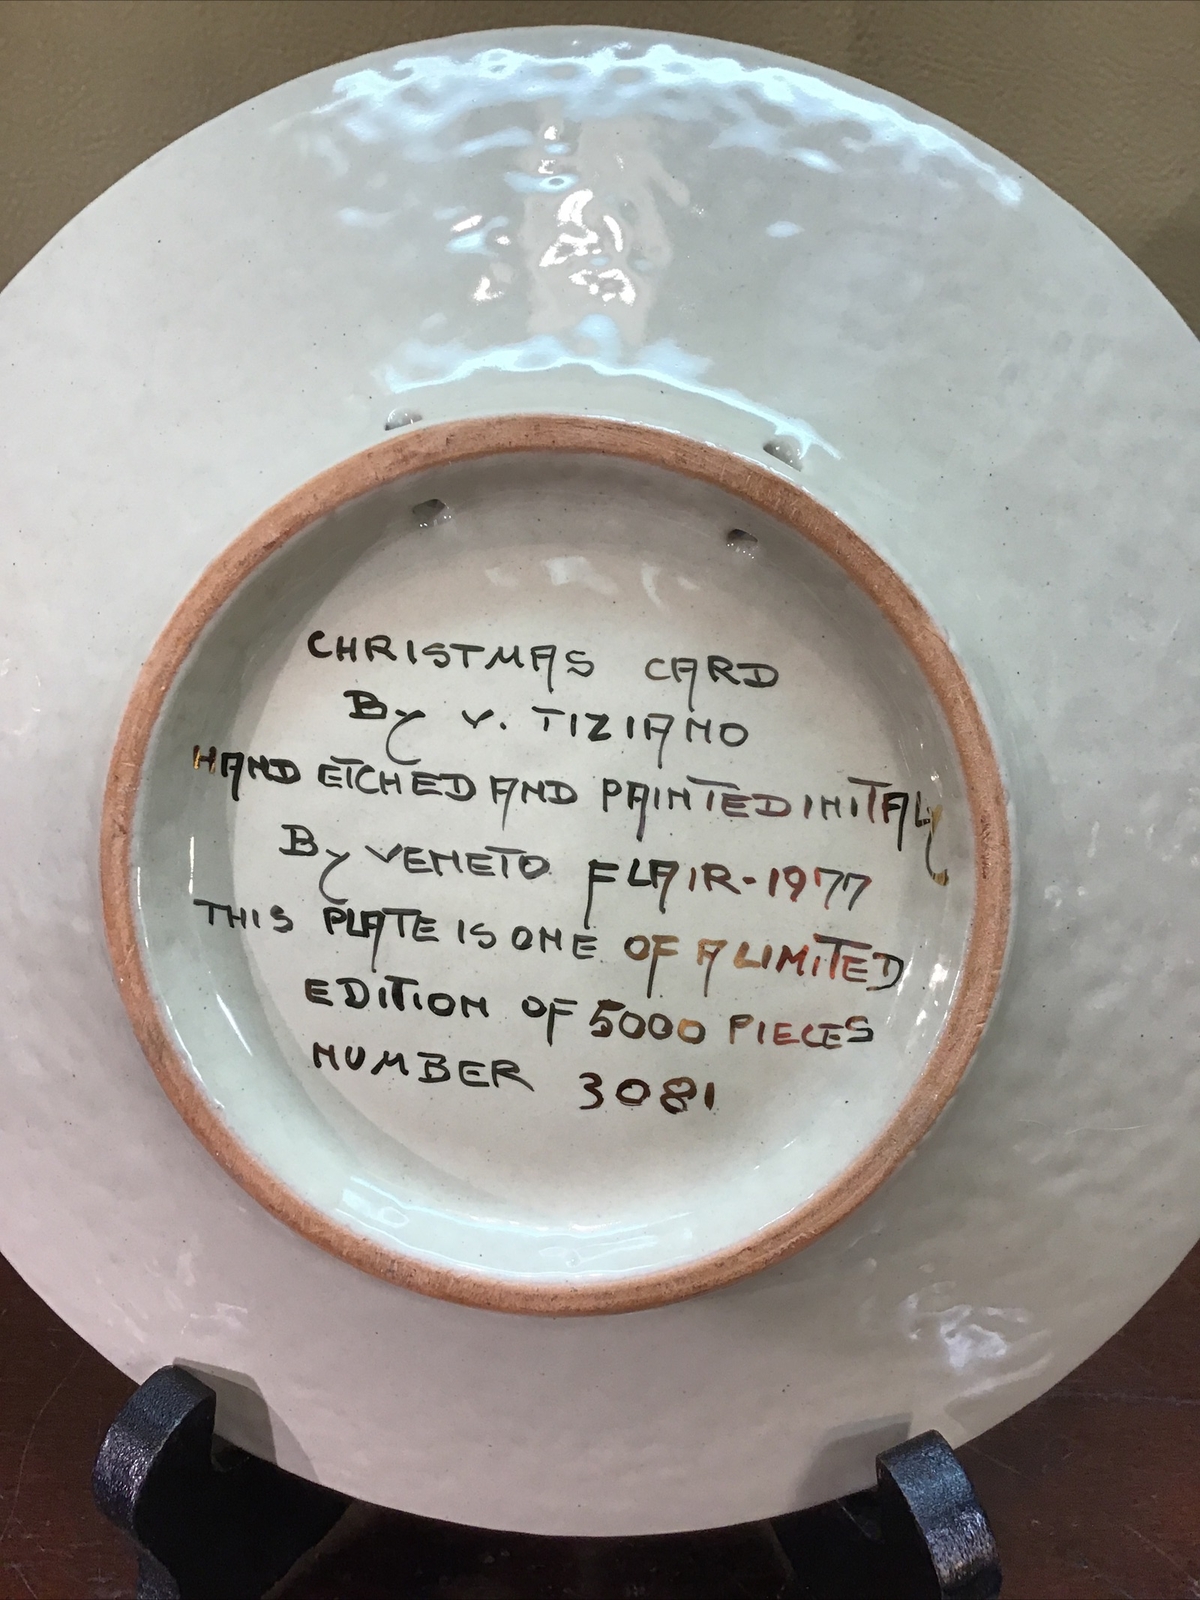 CHRISTMAS CARD
By V. TIZIANO
HAND ETCHED AND PAINTED IN ITALy
By VENETO FLAIR-1977
THIS PLATE IS ONE OF A LIMITED
EDITION OF 5000 PIECES
NUMBER 3081